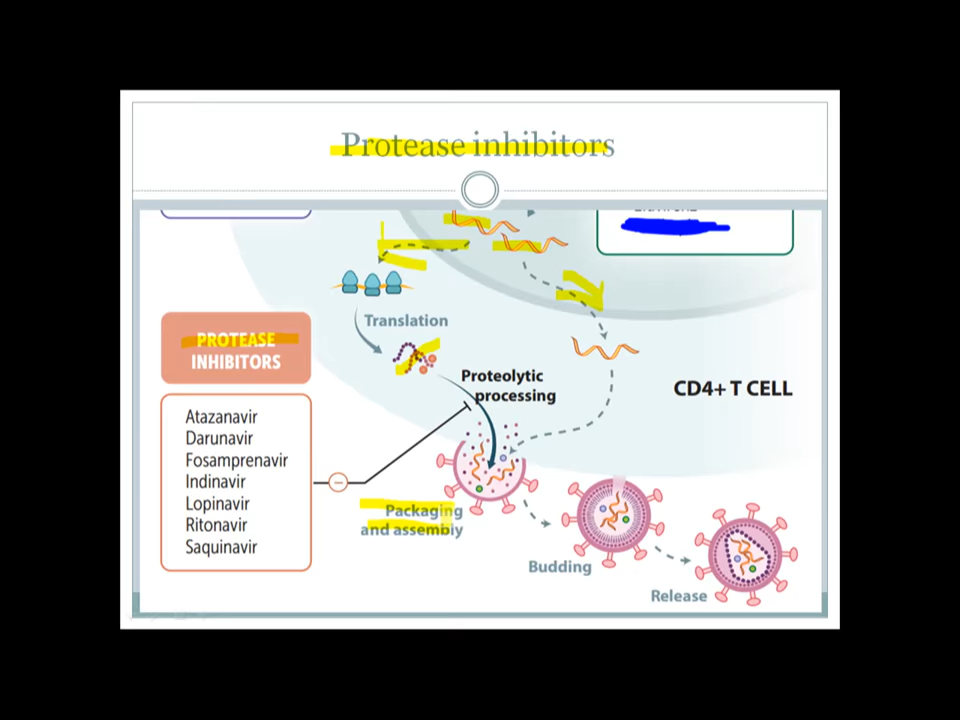 Protease inhibitors
Translation
PROTEASE
INHIBITORS
Proteolytic
processing
CD4+ T CELL
Atazanavir
Darunavir
Fosamprenavir
Indinavir
Lopinavir
Ritonavir
Saquinavir
Packaging
and assembly
Budding
Release